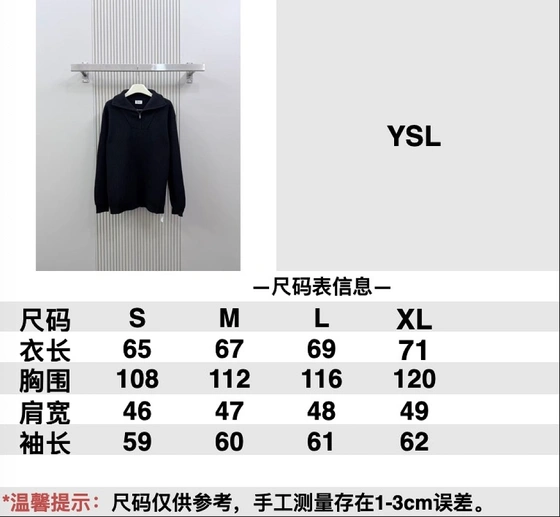 YSL
—尺码表信息—
尺码 S M L XL
衣长 65 67 69 71
胸围 108 112 116 120
肩宽 46 47 48 49
袖长 59 60 61 62
*温馨提示：尺码仅供参考，手工测量存在1-3cm误差。